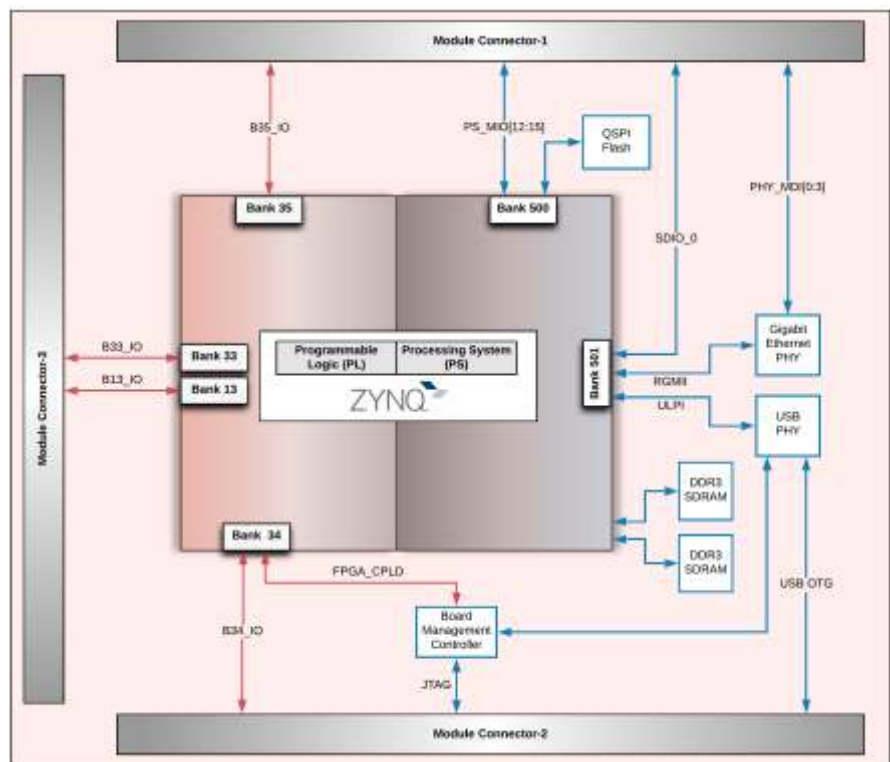 Module Connector-1
B35_IO
PS_MIO[12:15]
QSPI
Flash
PHY_MDI[0:3]
SDIO_0
Bank 35
Bank 500
Module Connector-3
B33_IO
B13_IO
Bank 33
Bank 13
Programmable
Logic (PL)
Processing System
(PS)
ZYNQ
Bank 501
Gigabit
Ethernet
PHY
RGMII
ULPI
USB
PHY
DDR3
SDRAM
DDR3
SDRAM
Bank 34
FPGA_CPLD
B34_IO
Board
Management
Controller
USB OTG
JTAG
Module Connector-2